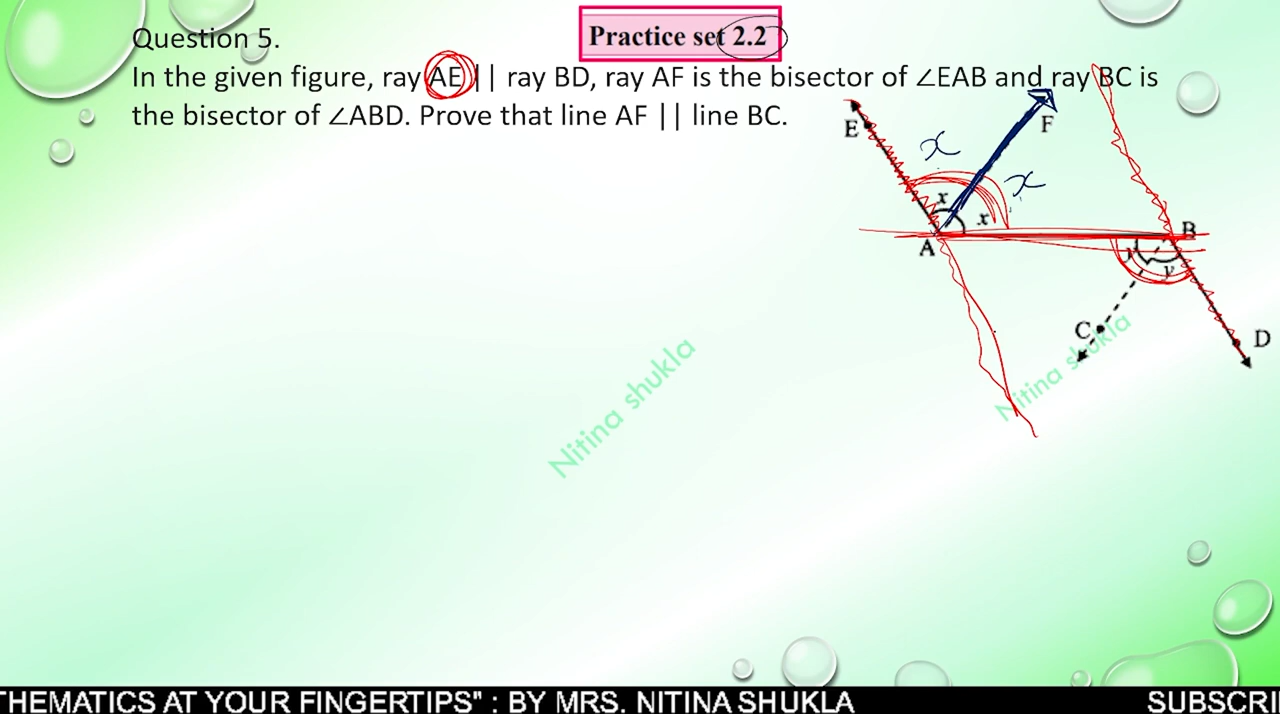 Question 5.
Practice set 2.2
In the given figure, ray AE || ray BD, ray AF is the bisector of ∠EAB and ray BC is
the bisector of ∠ABD. Prove that line AF || line BC.
E
F
x
x
x
x
A
B
y
y
C
D
Nitina shukla
Nitina shukla
THEMATICS AT YOUR FINGERTIPS" : BY MRS. NITINA SHUKLA
SUBSCRI